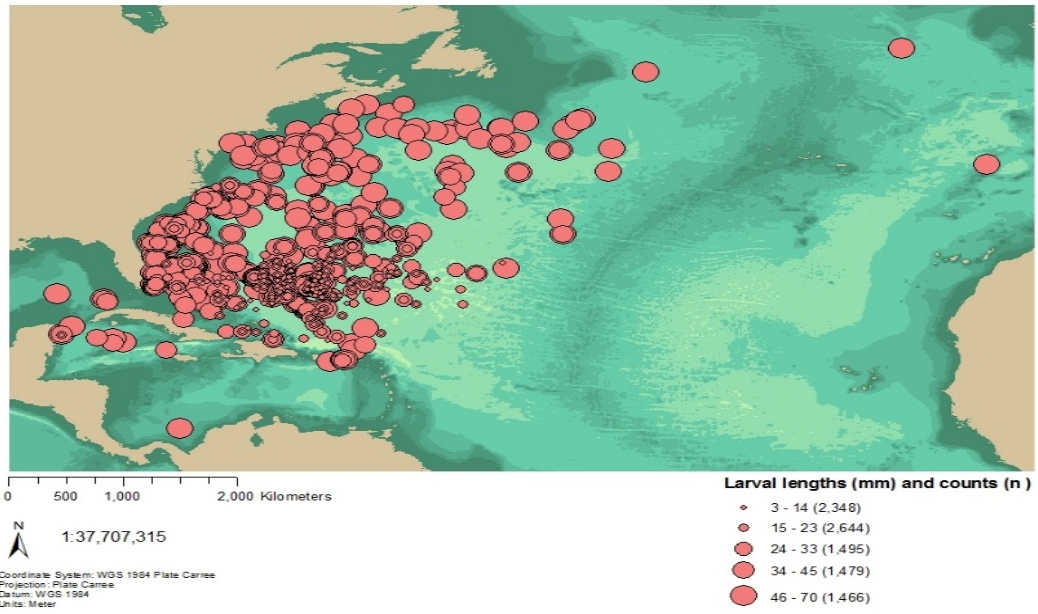 0 500 1,000 2,000 Kilometers
N
1:37,707,315
Coordinate System: WGS 1984 Plate Carree
Projection: Plate Carree
Datum: WGS 1984
Units: Meter
Larval lengths (mm) and counts (n )
3 - 14 (2,348)
15 - 23 (2,644)
24 - 33 (1,495)
34 - 45 (1,479)
46 - 70 (1,466)